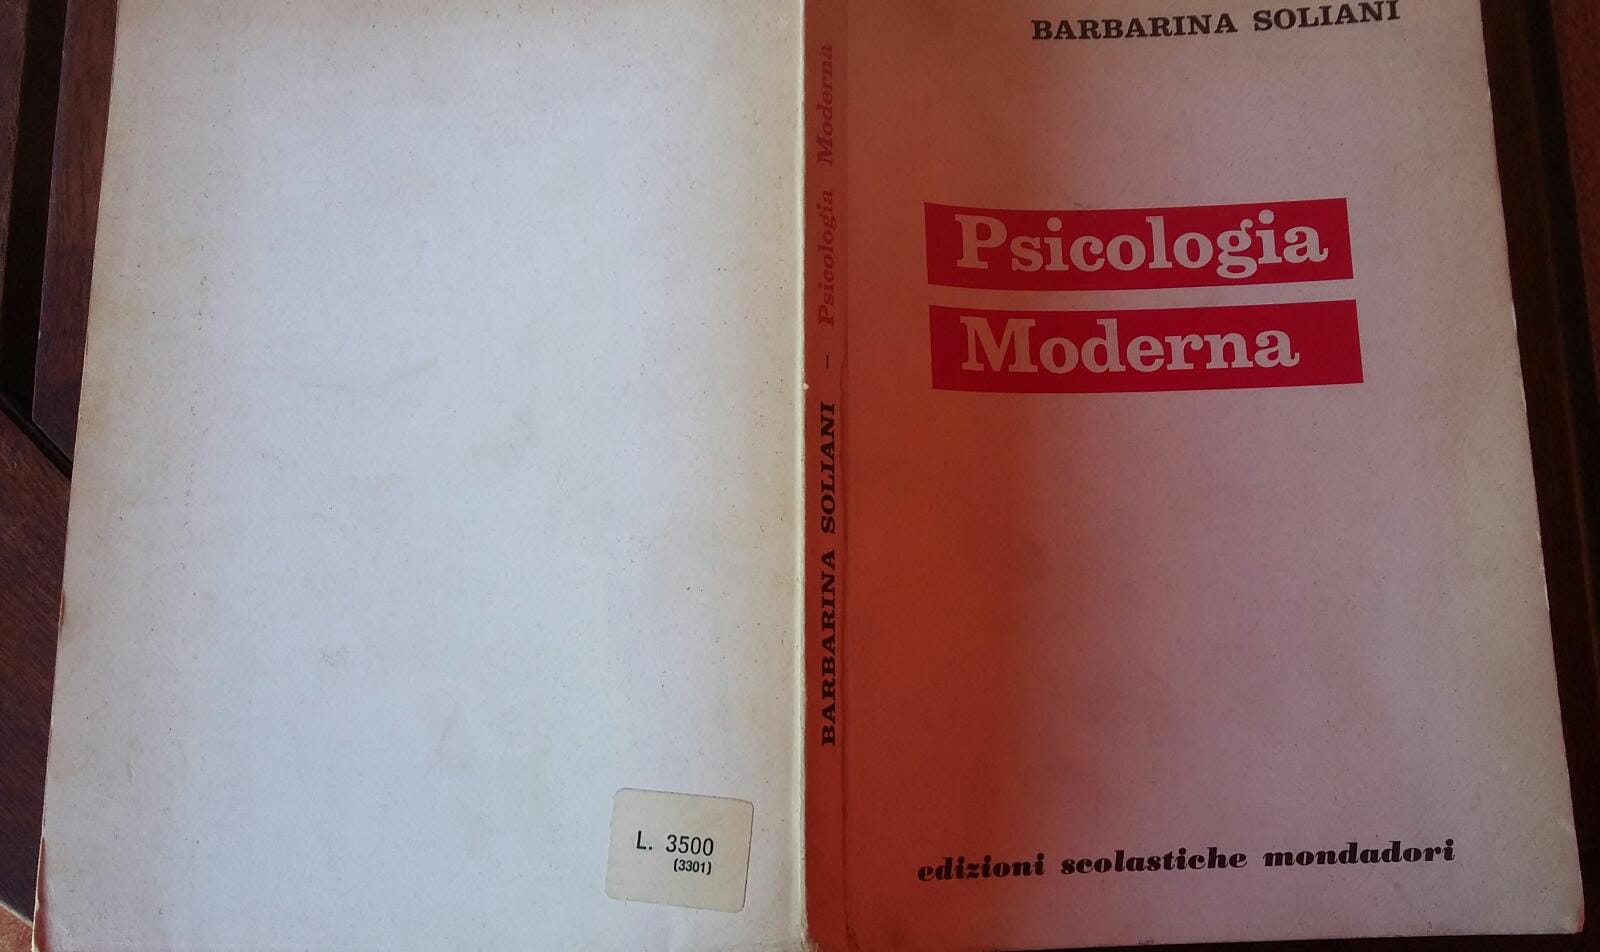 BARBARINA SOLIANI
Psicologia
Moderna
edizioni scolastiche mondadori
BARBARINA SOLIANI – Psicologia Moderna
L. 3500
(3301)